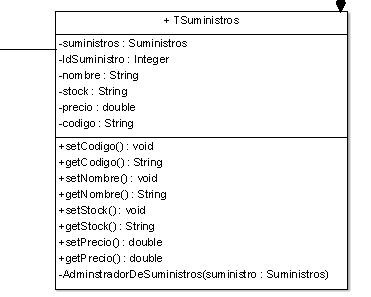 + TSuministros
-suministros : Suministros
-IdSuministro : Integer
-nombre : String
-stock : String
-precio : double
-codigo : String
+setCodigo() : void
+getCodigo() : String
+setNombre() : void
+getNombre() : String
+setStock() : void
+getStock() : String
+setPrecio() : double
+getPrecio() : double
-AdminstradorDeSuministros(suministro : Suministros)